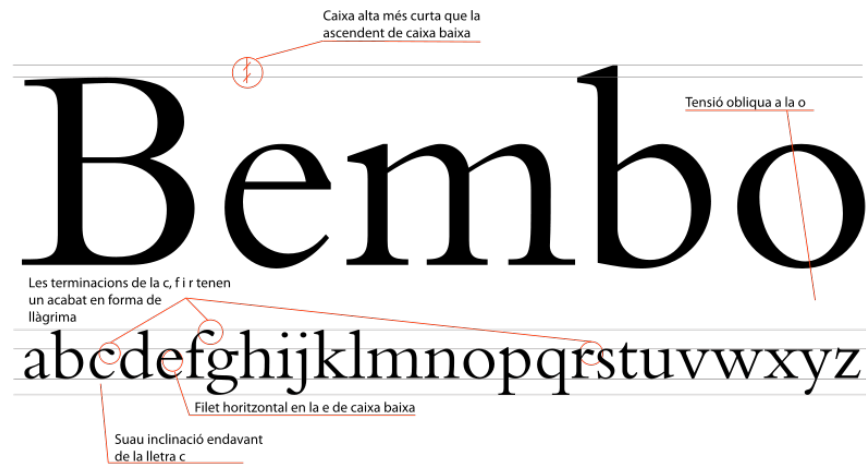 Caixa alta més curta que la
ascendent de caixa baixa
Tensió obliqua a la o
Bembo
Les terminacions de la c, f i r tenen
un acabat en forma de
llàgrima
abcdefghijklmnopqrstuvwxyz
Filet horitzontal en la e de caixa baixa
Suau inclinació endavant
de la lletra c